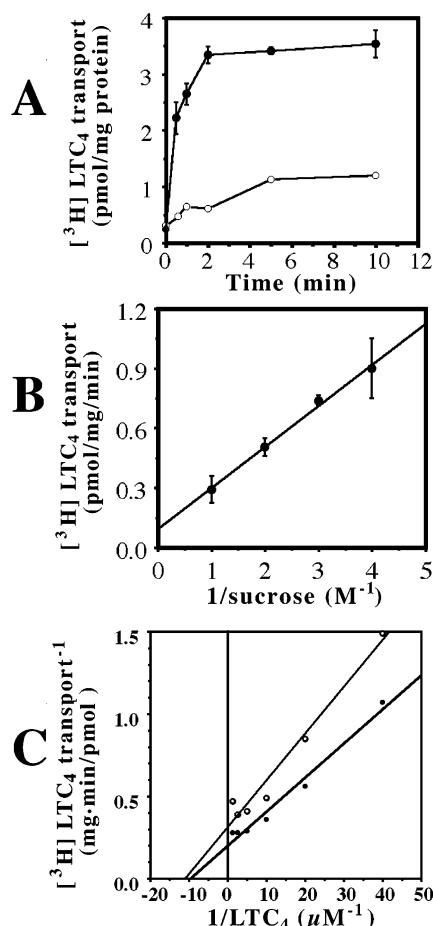 A
[³H] LTC₄ transport
(pmol/mg protein)
4
3
2
1
0
0 2 4 6 8 10 12
Time (min)
B
[³H] LTC₄ transport
(pmol/mg/min)
1.2
0.9
0.6
0.3
0.0
0 1 2 3 4 5
1/sucrose (M⁻¹)
C
[³H] LTC₄ transport⁻¹
(mg·min/pmol)
1.5
1.0
0.5
0.0
-20 -10 0 10 20 30 40 50
1/LTC₄ (µM⁻¹)